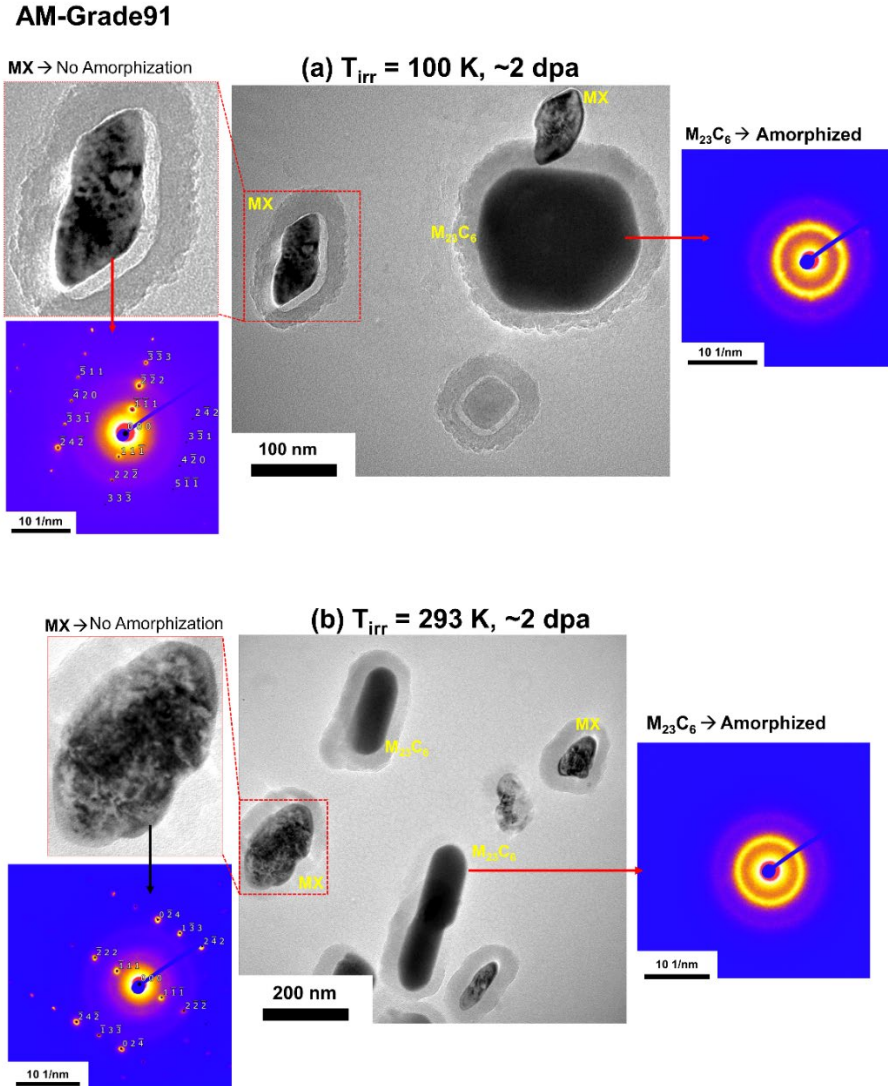 AM-Grade91
MX → No Amorphization
(a) T_irr = 100 K, ~2 dpa
MX
MX
M₂₃C₆
M₂₃C₆ → Amorphized
3̅ 3̅ 3
5̅ 1 1
2̅ 2̅ 2
4̅ 2 0
1̅ 1̅ 1
3̅ 3 1̅
0 0 0
2 4̅ 2
2̅ 4 2̅
3 3̅ 1
1 1 1̅
4 2̅ 0
2 2 2̅
5 1̅ 1̅
3 3 3̅
10 1/nm
100 nm
10 1/nm
MX → No Amorphization
(b) T_irr = 293 K, ~2 dpa
M₂₃C₆
MX
M₂₃C₆
MX
M₂₃C₆ → Amorphized
0 2̅ 4
1 3̅ 3
2 4̅ 2
2̅ 2 2
1̅ 1 1
0 0 0
1 1̅ 1̅
2 2̅ 2̅
2̅ 4 2̅
1̅ 3 3̅
0 2 4̅
10 1/nm
200 nm
10 1/nm